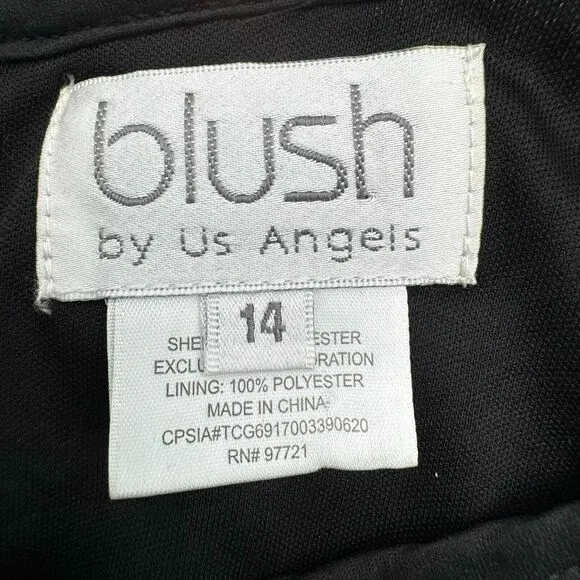 blush
by Us Angels
14
SHE ESTER
EXCLU ORATION
LINING: 100% POLYESTER
MADE IN CHINA
CPSIA#TCG6917003390620
RN# 97721